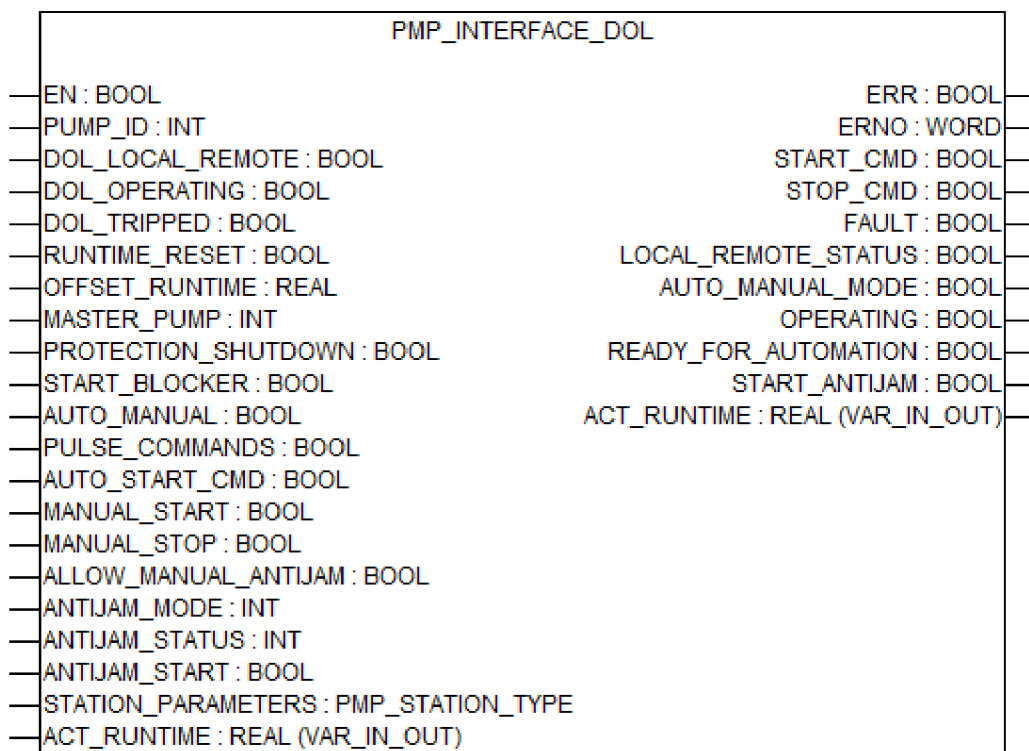 PMP_INTERFACE_DOL
EN : BOOL
PUMP_ID : INT
DOL_LOCAL_REMOTE : BOOL
DOL_OPERATING : BOOL
DOL_TRIPPED : BOOL
RUNTIME_RESET : BOOL
OFFSET_RUNTIME : REAL
MASTER_PUMP : INT
PROTECTION_SHUTDOWN : BOOL
START_BLOCKER : BOOL
AUTO_MANUAL : BOOL
PULSE_COMMANDS : BOOL
AUTO_START_CMD : BOOL
MANUAL_START : BOOL
MANUAL_STOP : BOOL
ALLOW_MANUAL_ANTIJAM : BOOL
ANTIJAM_MODE : INT
ANTIJAM_STATUS : INT
ANTIJAM_START : BOOL
STATION_PARAMETERS : PMP_STATION_TYPE
ACT_RUNTIME : REAL (VAR_IN_OUT)
ERR : BOOL
ERNO : WORD
START_CMD : BOOL
STOP_CMD : BOOL
FAULT : BOOL
LOCAL_REMOTE_STATUS : BOOL
AUTO_MANUAL_MODE : BOOL
OPERATING : BOOL
READY_FOR_AUTOMATION : BOOL
START_ANTIJAM : BOOL
ACT_RUNTIME : REAL (VAR_IN_OUT)